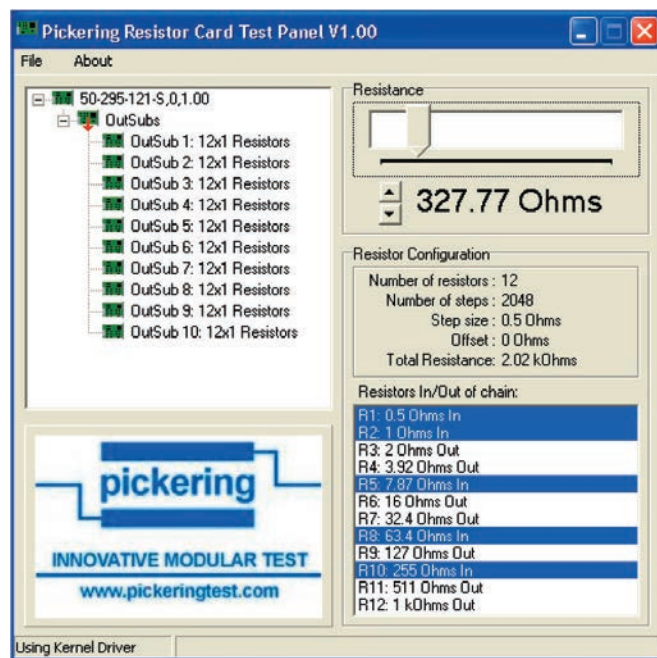 Pickering Resistor Card Test Panel V1.00
File About
50-295-121-S,0,1.00
OutSubs
OutSub 1: 12x1 Resistors
OutSub 2: 12x1 Resistors
OutSub 3: 12x1 Resistors
OutSub 4: 12x1 Resistors
OutSub 5: 12x1 Resistors
OutSub 6: 12x1 Resistors
OutSub 7: 12x1 Resistors
OutSub 8: 12x1 Resistors
OutSub 9: 12x1 Resistors
OutSub 10: 12x1 Resistors
pickering
INNOVATIVE MODULAR TEST
www.pickeringtest.com
Resistance
327.77 Ohms
Resistor Configuration
Number of resistors : 12
Number of steps : 2048
Step size : 0.5 Ohms
Offset : 0 Ohms
Total Resistance: 2.02 kOhms
Resistors In/Out of chain:
R1: 0.5 Ohms In
R2: 1 Ohms In
R3: 2 Ohms Out
R4: 3.92 Ohms Out
R5: 7.87 Ohms In
R6: 16 Ohms Out
R7: 32.4 Ohms Out
R8: 63.4 Ohms In
R9: 127 Ohms Out
R10: 255 Ohms In
R11: 511 Ohms Out
R12: 1 kOhms Out
Using Kernel Driver